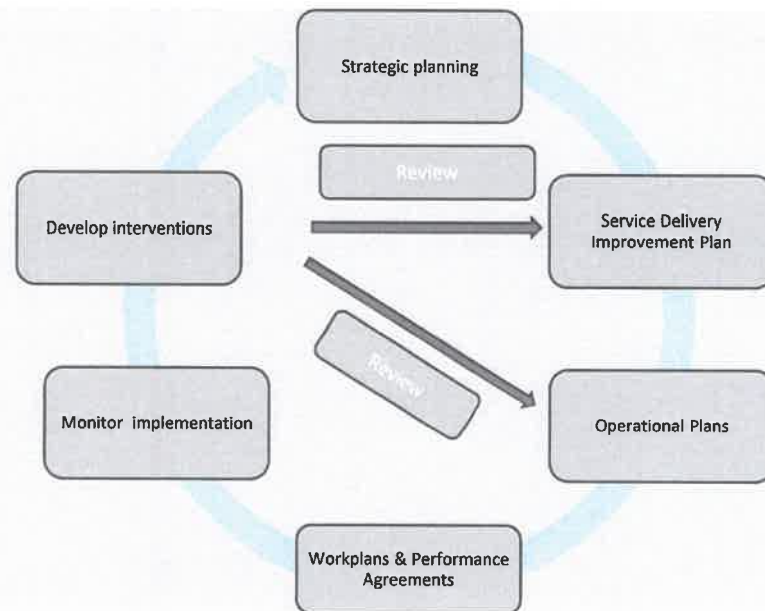 Strategic planning
Review
Develop interventions
Service Delivery
Improvement Plan
Review
Monitor implementation
Operational Plans
Workplans & Performance
Agreements